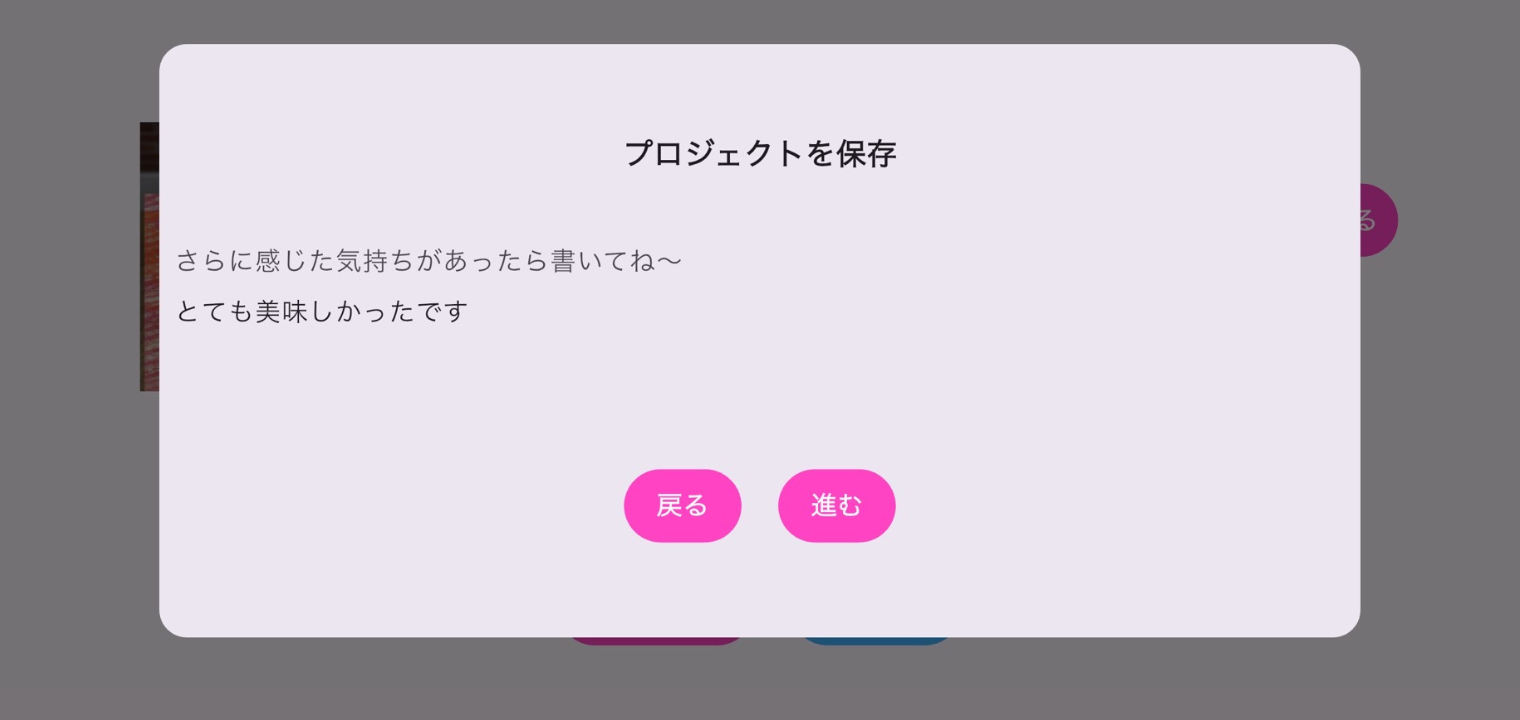 プロジェクトを保存
る
さらに感じた気持ちがあったら書いてね〜
とても美味しかったです
戻る
進む